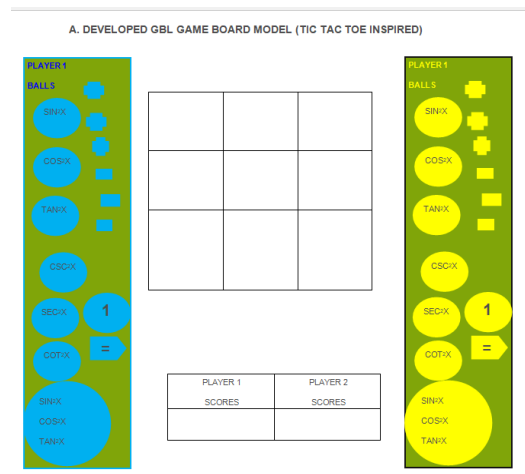 A. DEVELOPED GBL GAME BOARD MODEL (TIC TAC TOE INSPIRED)
PLAYER 1
BALLS
SIN²X
COS²X
TAN²X
CSC²X
SEC²X
1
COT²X
=
SIN²X
COS²X
TAN²X
PLAYER 1
SCORES
PLAYER 2
SCORES
PLAYER 1
BALLS
SIN²X
COS²X
TAN²X
CSC²X
SEC²X
1
COT²X
=
SIN²X
COS²X
TAN²X